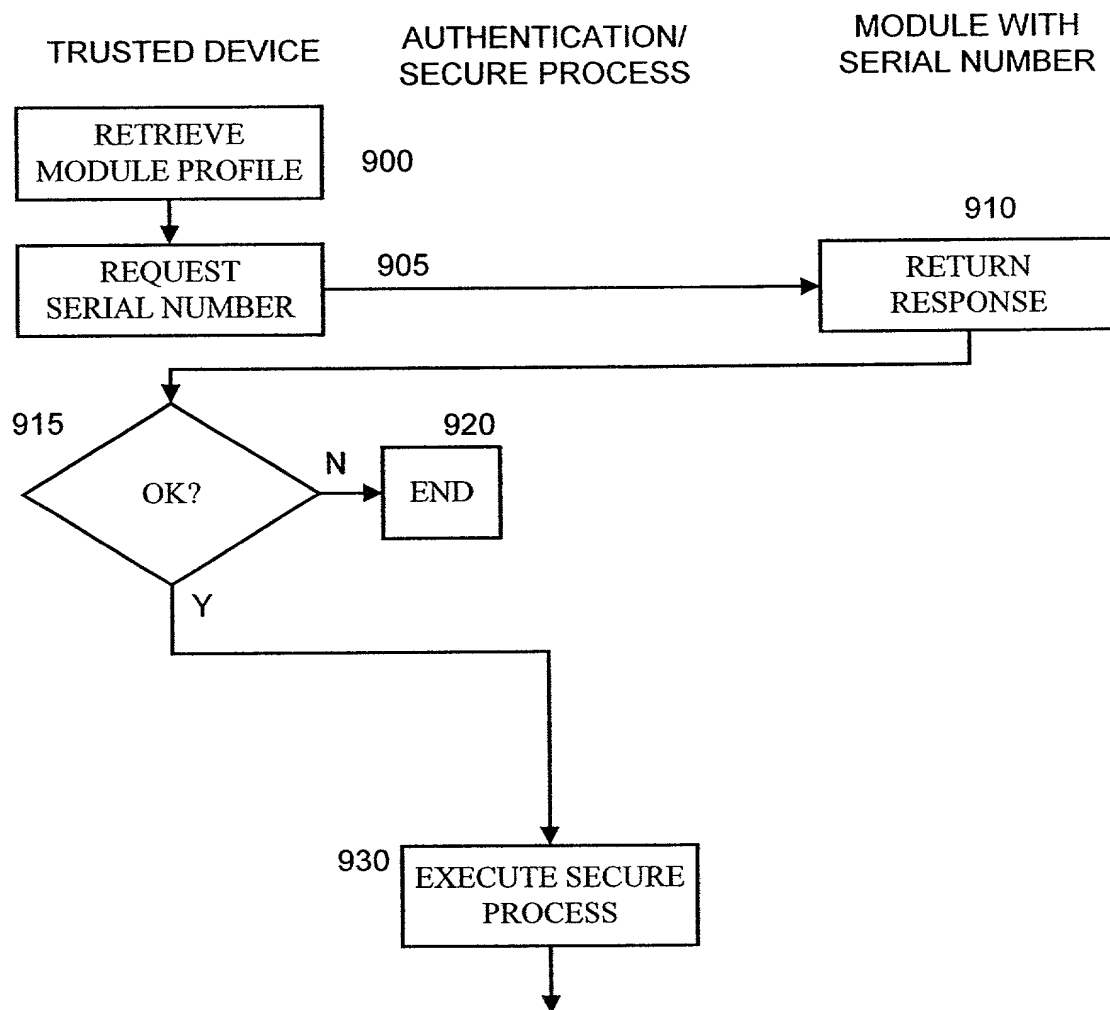 TRUSTED DEVICE
AUTHENTICATION/
SECURE PROCESS
MODULE WITH
SERIAL NUMBER
RETRIEVE
MODULE PROFILE
900
REQUEST
SERIAL NUMBER
905
910
RETURN
RESPONSE
915
OK?
N
920
END
Y
930
EXECUTE SECURE
PROCESS